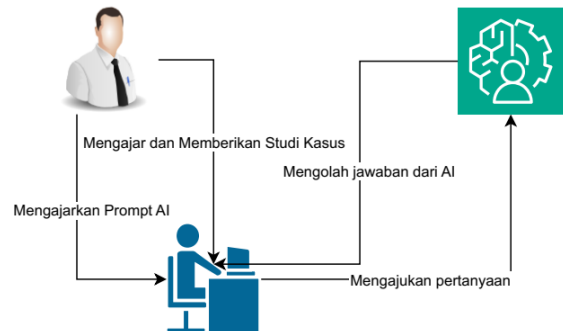 Mengajar dan Memberikan Studi Kasus
Mengolah jawaban dari AI
Mengajarkan Prompt AI
Mengajukan pertanyaan